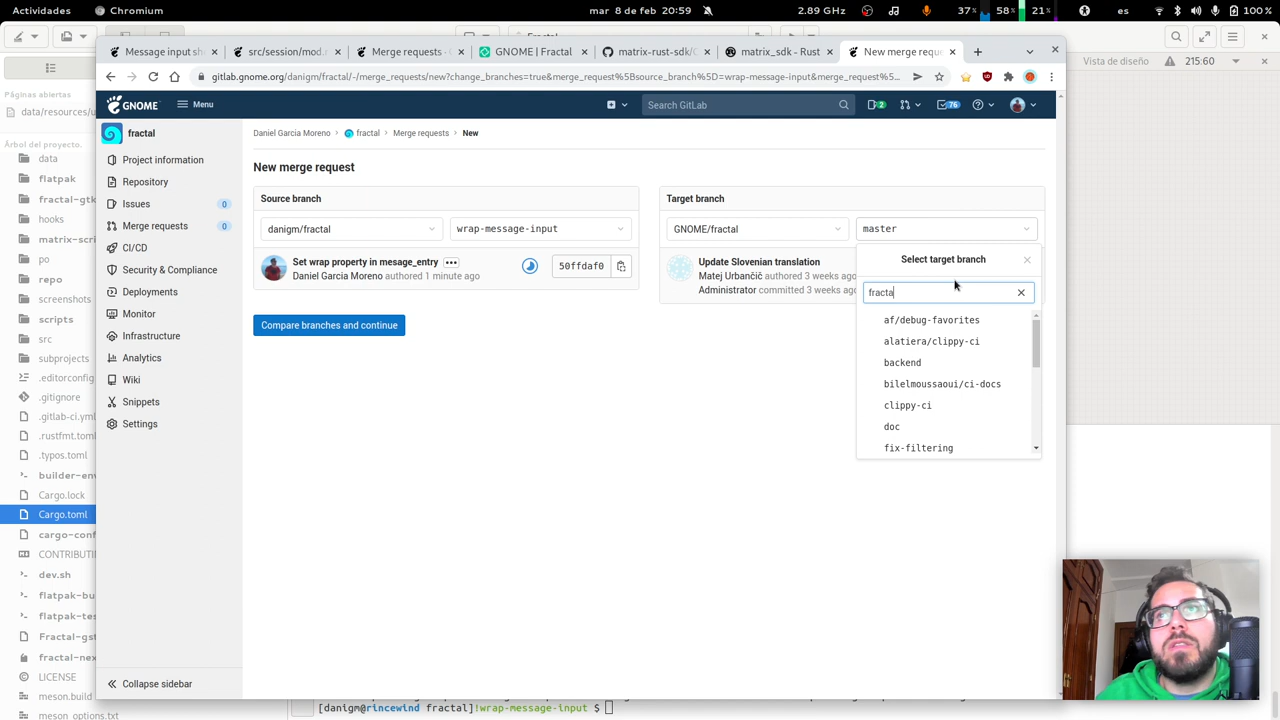 Actividades
Chromium
mar 8 de feb 20:59
2.89 GHz
37%
58%
21%
es
100 %
Message input sh
src/session/mod.r
Merge requests · G
GNOME | Fractal
matrix-rust-sdk/C
matrix_sdk - Rust
New merge reque
gitlab.gnome.org/danigm/fractal/-/merge_requests/new?change_branches=true&merge_request%5Bsource_branch%5D=wrap-message-input&merge_request%5...
GNOME
Menu
Search GitLab
2
76
Vista de diseño
215:60
Páginas abiertas
data/resources/u
Árbol del proyecto.
data
flatpak
fractal-gtk
hooks
matrix-scri
po
repo
screenshots
scripts
src
subprojects
.editorconfig
.gitignore
.gitlab-ci.yml
.rustfmt.toml
.typos.toml
builder-env
Cargo.lock
Cargo.toml
cargo-conf
CONTRIBUTI
dev.sh
flatpak-bu
flatpak-tes
Fractal-gst
fractal-nex
LICENSE
meson.build
meson_options.txt
fractal
Project information
Repository
Issues
0
Merge requests
0
CI/CD
Security & Compliance
Deployments
Monitor
Infrastructure
Analytics
Wiki
Snippets
Settings
Collapse sidebar
Daniel Garcia Moreno
fractal
Merge requests
New
New merge request
Source branch
danigm/fractal
wrap-message-input
Set wrap property in mesage_entry
Daniel Garcia Moreno authored 1 minute ago
50ffdaf0
Compare branches and continue
Target branch
GNOME/fractal
master
Update Slovenian translation
Matej Urbančič authored 3 weeks ago
Administrator committed 3 weeks ag
Select target branch
fracta
af/debug-favorites
alatiera/clippy-ci
backend
bilelmoussaoui/ci-docs
clippy-ci
doc
fix-filtering
[danigm@rincewind fractal]!wrap-message-input $